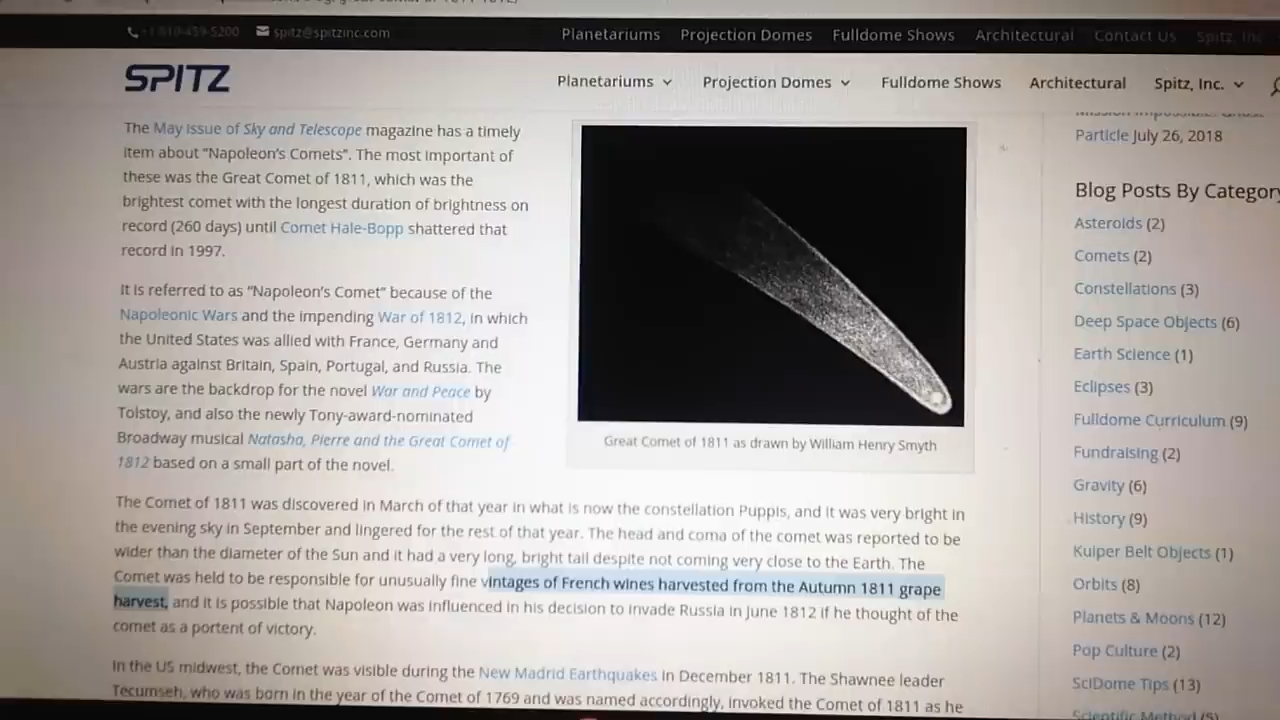 spitz@spitzinc.com
Planetariums Projection Domes Fulldome Shows Architectural Contact Us Spitz, Inc
SPITZ
Planetariums Projection Domes Fulldome Shows Architectural Spitz, Inc.
The May issue of Sky and Telescope magazine has a timely
item about “Napoleon’s Comets”. The most important of
these was the Great Comet of 1811, which was the
brightest comet with the longest duration of brightness on
record (260 days) until Comet Hale-Bopp shattered that
record in 1997.
It is referred to as “Napoleon’s Comet” because of the
Napoleonic Wars and the impending War of 1812, in which
the United States was allied with France, Germany and
Austria against Britain, Spain, Portugal, and Russia. The
wars are the backdrop for the novel War and Peace by
Tolstoy, and also the newly Tony-award-nominated
Broadway musical Natasha, Pierre and the Great Comet of
1812 based on a small part of the novel.
Great Comet of 1811 as drawn by William Henry Smyth
The Comet of 1811 was discovered in March of that year in what is now the constellation Puppis, and it was very bright in
the evening sky in September and lingered for the rest of that year. The head and coma of the comet was reported to be
wider than the diameter of the Sun and it had a very long, bright tail despite not coming very close to the Earth. The
Comet was held to be responsible for unusually fine vintages of French wines harvested from the Autumn 1811 grape
harvest, and it is possible that Napoleon was influenced in his decision to invade Russia in June 1812 if he thought of the
comet as a portent of victory.
In the US midwest, the Comet was visible during the New Madrid Earthquakes in December 1811. The Shawnee leader
Tecumseh, who was born in the year of the Comet of 1769 and was named accordingly, invoked the Comet of 1811 as he
Particle July 26, 2018
Blog Posts By Category
Asteroids (2)
Comets (2)
Constellations (3)
Deep Space Objects (6)
Earth Science (1)
Eclipses (3)
Fulldome Curriculum (9)
Fundraising (2)
Gravity (6)
History (9)
Kuiper Belt Objects (1)
Orbits (8)
Planets & Moons (12)
Pop Culture (2)
SciDome Tips (13)
Scientific Method (5)